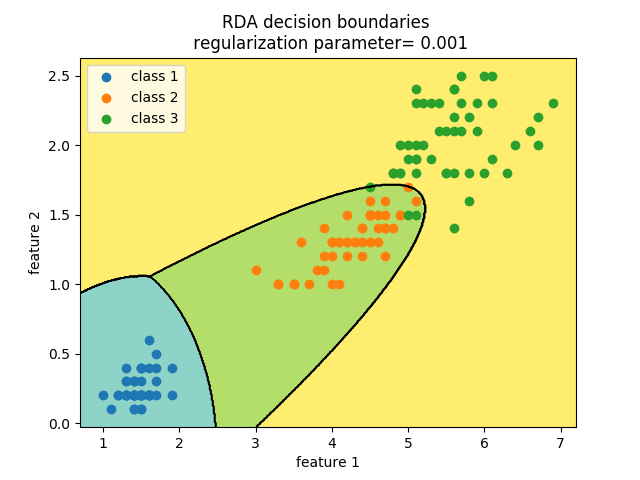 RDA decision boundaries
regularization parameter= 0.001
class 1
class 2
class 3
2.5
2.0
1.5
1.0
0.5
0.0
feature 2
1 2 3 4 5 6 7
feature 1